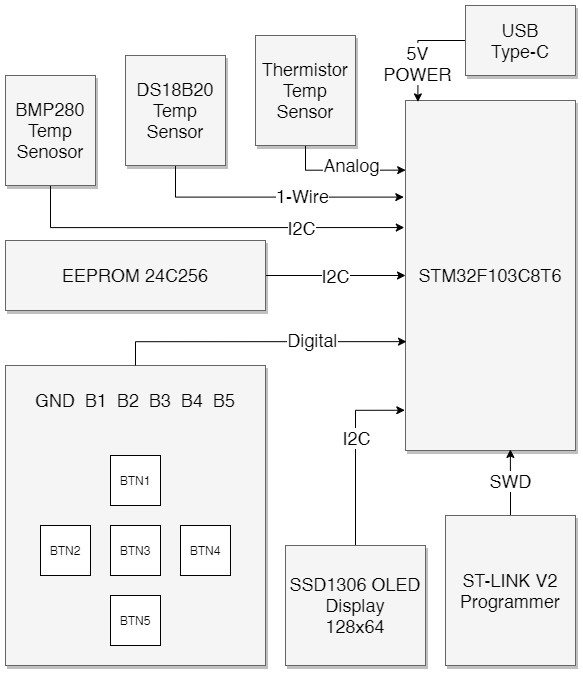 USB
Type-C
5V
POWER
Thermistor
Temp
Sensor
DS18B20
Temp
Sensor
BMP280
Temp
Senosor
Analog
1-Wire
I2C
EEPROM 24C256
I2C
STM32F103C8T6
Digital
GND B1 B2 B3 B4 B5
BTN1
BTN2 BTN3 BTN4
BTN5
I2C
SSD1306 OLED
Display
128x64
SWD
ST-LINK V2
Programmer